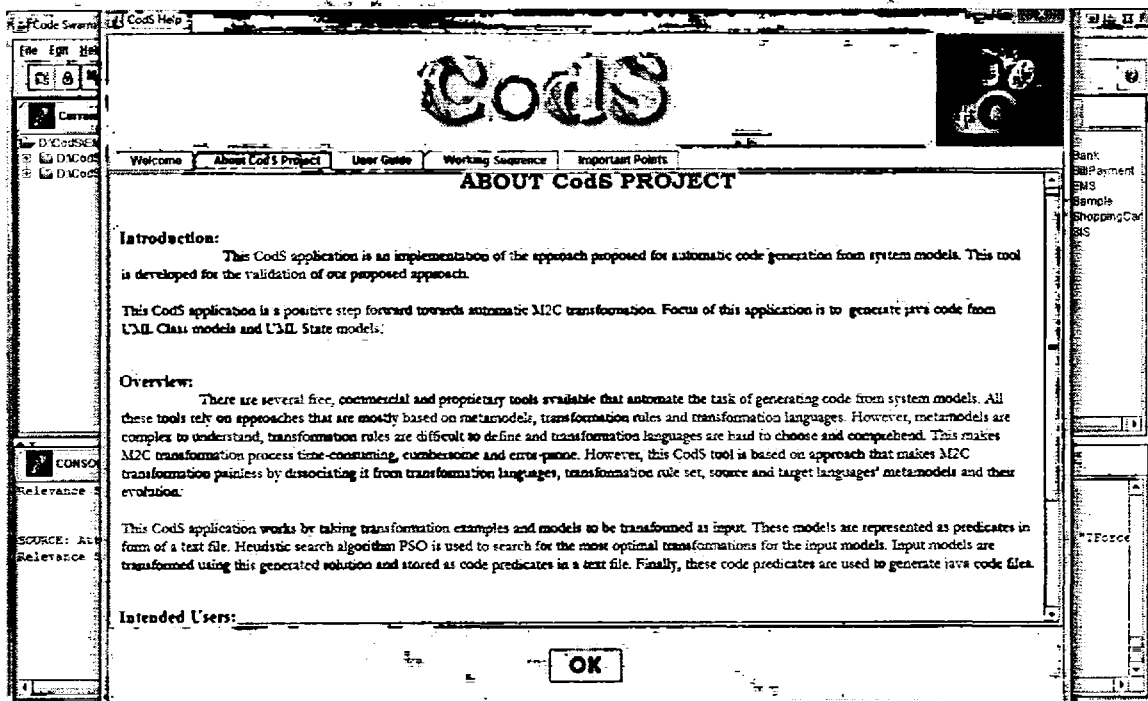 Code Swarm
CodS Help
File Edit Help
CodS
Welcome About CodS Project User Guide Working Sequence Important Points
D:\CodS
D:\CodS
Bank
BillPayment
EMS
Sample
ShoppingCar
SIS
ABOUT CodS PROJECT
Introduction:
This CodS application is an implementation of the approach proposed for automatic code generation from system models. This tool
is developed for the validation of our proposed approach.
This CodS application is a positive step forward towards automatic M2C transformation. Focus of this application is to generate java code from
UML Class models and UML State models.
Overview:
There are several free, commercial and proprietary tools available that automate the task of generating code from system models. All
these tools rely on approaches that are mostly based on metamodels, transformation rules and transformation languages. However, metamodels are
complex to understand, transformation rules are difficult to define and transformation languages are hard to choose and comprehend. This makes
M2C transformation process time-consuming, cumbersome and error-prone. However, this CodS tool is based on approach that makes M2C
transformation painless by dissociating it from transformation languages, transformation rule set, source and target languages' metamodels and their
evolution.
This CodS application works by taking transformation examples and models to be transformed as input. These models are represented as predicates in
form of a text file. Heuristic search algorithm PSO is used to search for the most optimal transformations for the input models. Input models are
transformed using this generated solution and stored as code predicates in a text file. Finally, these code predicates are used to generate java code files.
Intended Users:
CONSO
Relevance S
SOURCE: Att
Relevance S
"TForce
OK